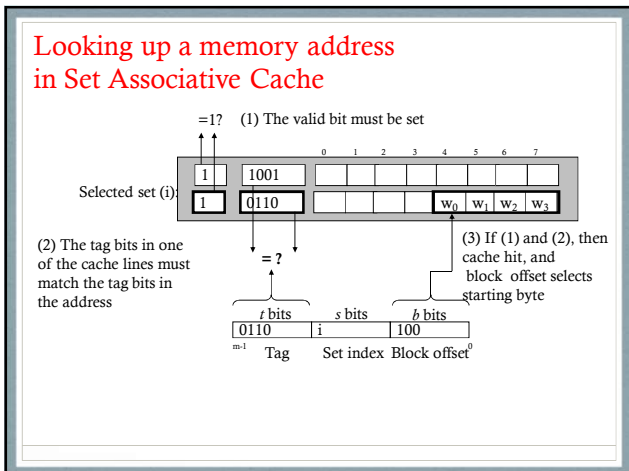 Looking up a memory address
in Set Associative Cache
=1? (1) The valid bit must be set
0 1 2 3 4 5 6 7
1 1001
Selected set (i):
1 0110 w0 w1 w2 w3
(2) The tag bits in one
of the cache lines must
match the tag bits in
the address
= ?
(3) If (1) and (2), then
cache hit, and
block offset selects
starting byte
t bits s bits b bits
0110 i 100
m-1 Tag Set index Block offset 0